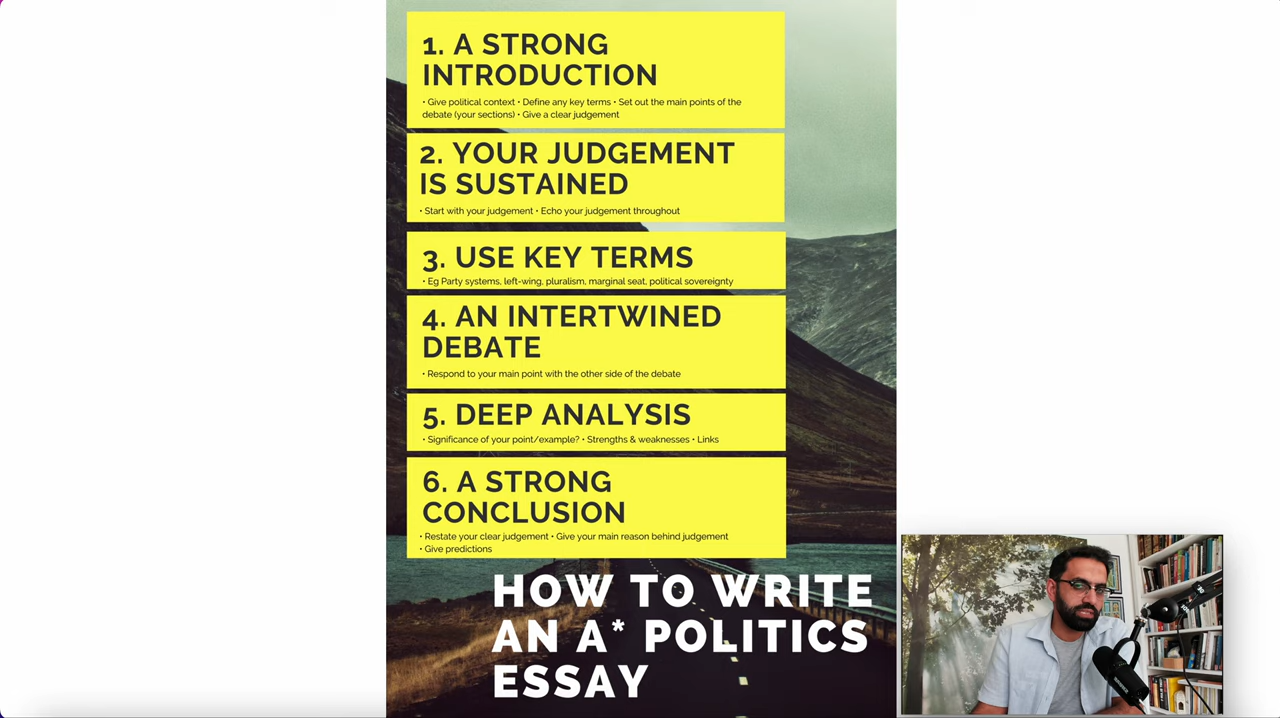 1. A STRONG
INTRODUCTION
• Give political context • Define any key terms • Set out the main points of the
debate (your sections) • Give a clear judgement
2. YOUR JUDGEMENT
IS SUSTAINED
• Start with your judgement • Echo your judgement throughout
3. USE KEY TERMS
• Eg Party systems, left-wing, pluralism, marginal seat, political sovereignty
4. AN INTERTWINED
DEBATE
• Respond to your main point with the other side of the debate
5. DEEP ANALYSIS
• Significance of your point/example? • Strengths & weaknesses • Links
6. A STRONG
CONCLUSION
• Restate your clear judgement • Give your main reason behind judgement
• Give predictions
HOW TO WRITE
AN A* POLITICS
ESSAY